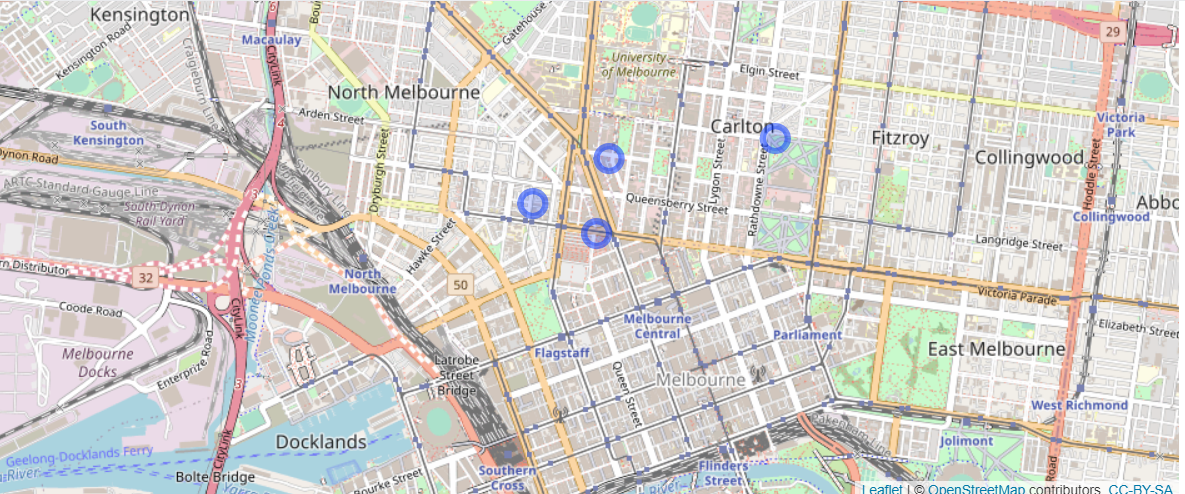 Kensington
Macaulay
CityLink
Gatehouse
Kensington Road
Craigieburn Line
University
of Melbourne
Elgin Street
29
North Melbourne
Arden Street
Victoria
Park
South
Kensington
Carlton
Fitzroy
Collingwood
Dynon Road
Sunbury Line
Dryburgh Street
Lygon Street
Rathdowne Street
Hoddle Street
ARTC Standard Gauge Line
South Dynon
Rail Yard
Queensberry Street
Collingwood
Abbo
Hawke Street
Langridge Street
rn Distributor
32
North
Melbourne
50
Moonee Ponds Creek
Victoria Parade
Coode Road
CityLink
Enterprize Road
Melbourne
Central
Parliament
Elizabeth Street
Melbourne
Docks
Flagstaff
Latrobe
Street
Bridge
Queen Street
Melbourne
East Melbourne
West Richmond
Docklands
Jolimont
Geelong-Docklands Ferry
River
Bolte Bridge
CityLink
Bourke Street
Southern
Cross
Flinders
Street
River
Road
Leaflet | © OpenStreetMap contributors, CC-BY-SA